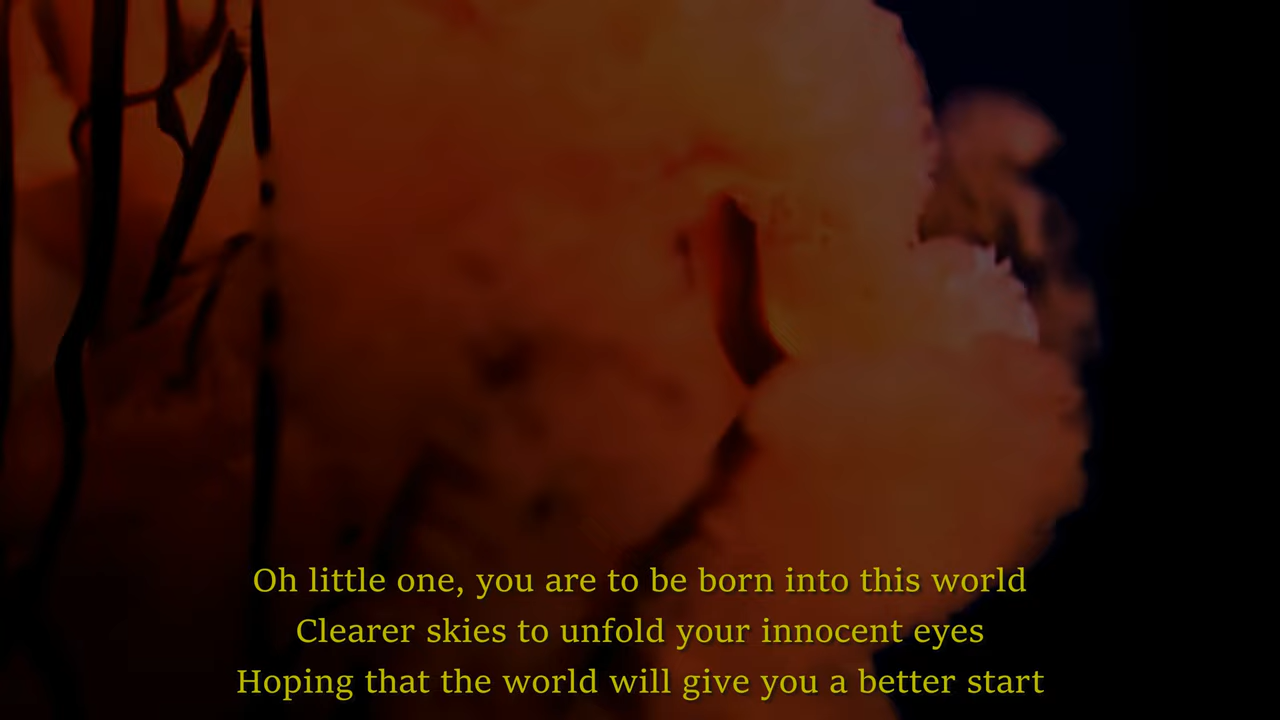 Oh little one, you are to be born into this world
Clearer skies to unfold your innocent eyes
Hoping that the world will give you a better start